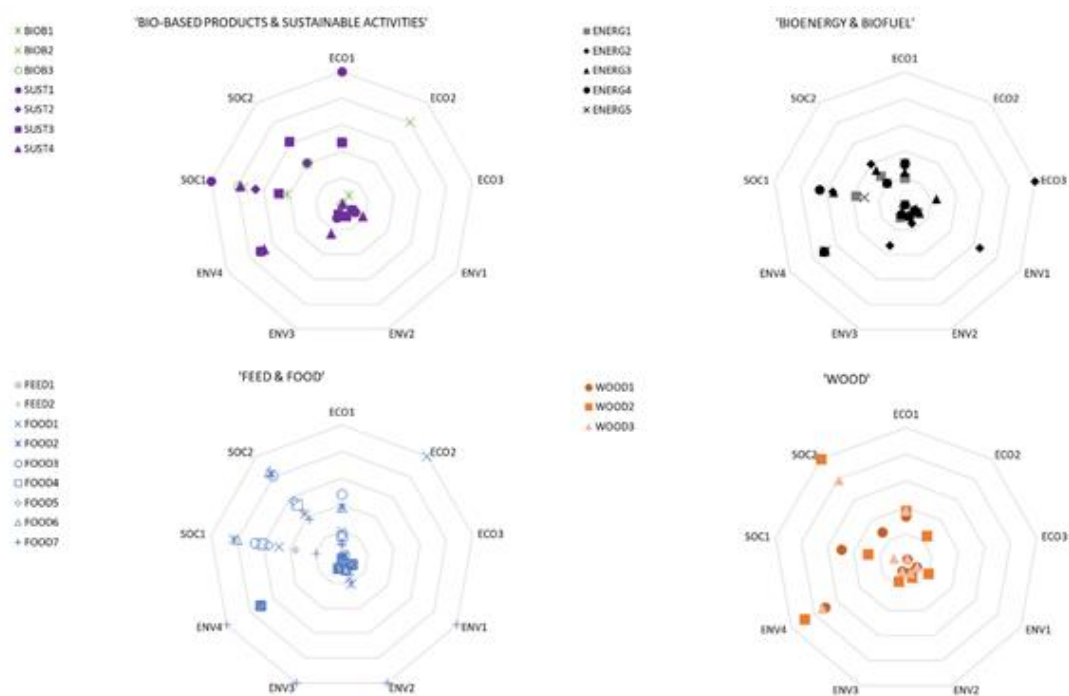 'BIO-BASED PRODUCTS & SUSTAINABLE ACTIVITIES'
BIOB1
BIOB2
BIOB3
SUST1
SUST2
SUST3
SUST4
ECO1
ECO2
ECO3
ENV1
ENV2
ENV3
ENV4
SOC1
SOC2
'BIOENERGY & BIOFUEL'
ENERG1
ENERG2
ENERG3
ENERG4
ENERG5
ECO1
ECO2
ECO3
ENV1
ENV2
ENV3
ENV4
SOC1
SOC2
'FEED & FOOD'
FEED1
FEED2
FOOD1
FOOD2
FOOD3
FOOD4
FOOD5
FOOD6
FOOD7
ECO1
ECO2
ECO3
ENV1
ENV2
ENV3
ENV4
SOC1
SOC2
'WOOD'
WOOD1
WOOD2
WOOD3
ECO1
ECO2
ECO3
ENV1
ENV2
ENV3
ENV4
SOC1
SOC2